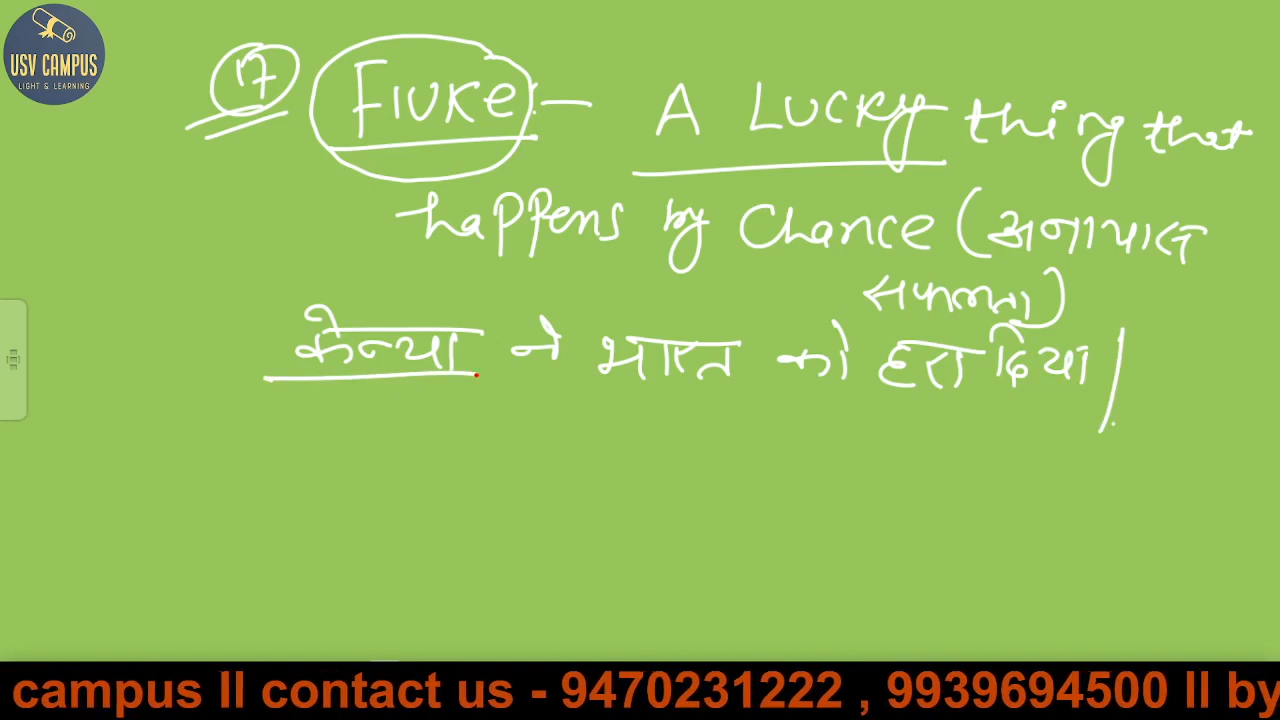 USV CAMPUS
LIGHT & LEARNING
17 Fluke :- A Lucky thing that
happens by Chance (अनायास
सफलता)
केन्या ने भारत को हरा दिया|
campus ll contact us - 9470231222 , 9939694500 ll by